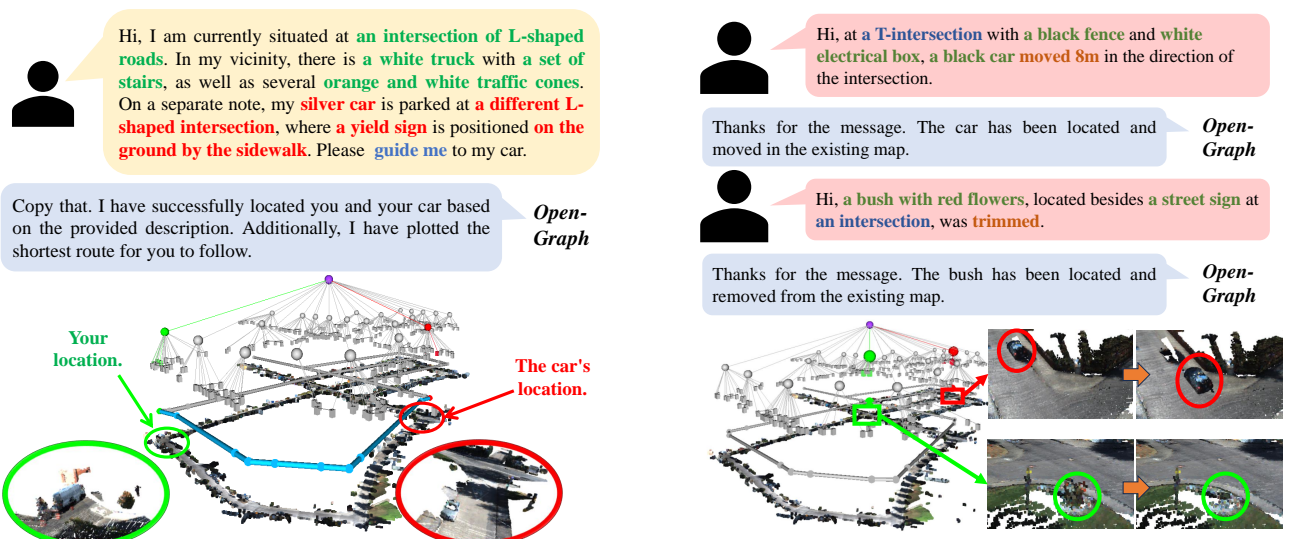 Hi, I am currently situated at an intersection of L-shaped
roads. In my vicinity, there is a white truck with a set of
stairs, as well as several orange and white traffic cones.
On a separate note, my silver car is parked at a different L-
shaped intersection, where a yield sign is positioned on the
ground by the sidewalk. Please guide me to my car.
Copy that. I have successfully located you and your car based
on the provided description. Additionally, I have plotted the
shortest route for you to follow.
Open-
Graph
Your
location.
The car's
location.
Hi, at a T-intersection with a black fence and white
electrical box, a black car moved 8m in the direction of
the intersection.
Thanks for the message. The car has been located and
moved in the existing map.
Open-
Graph
Hi, a bush with red flowers, located besides a street sign at
an intersection, was trimmed.
Thanks for the message. The bush has been located and
removed from the existing map.
Open-
Graph